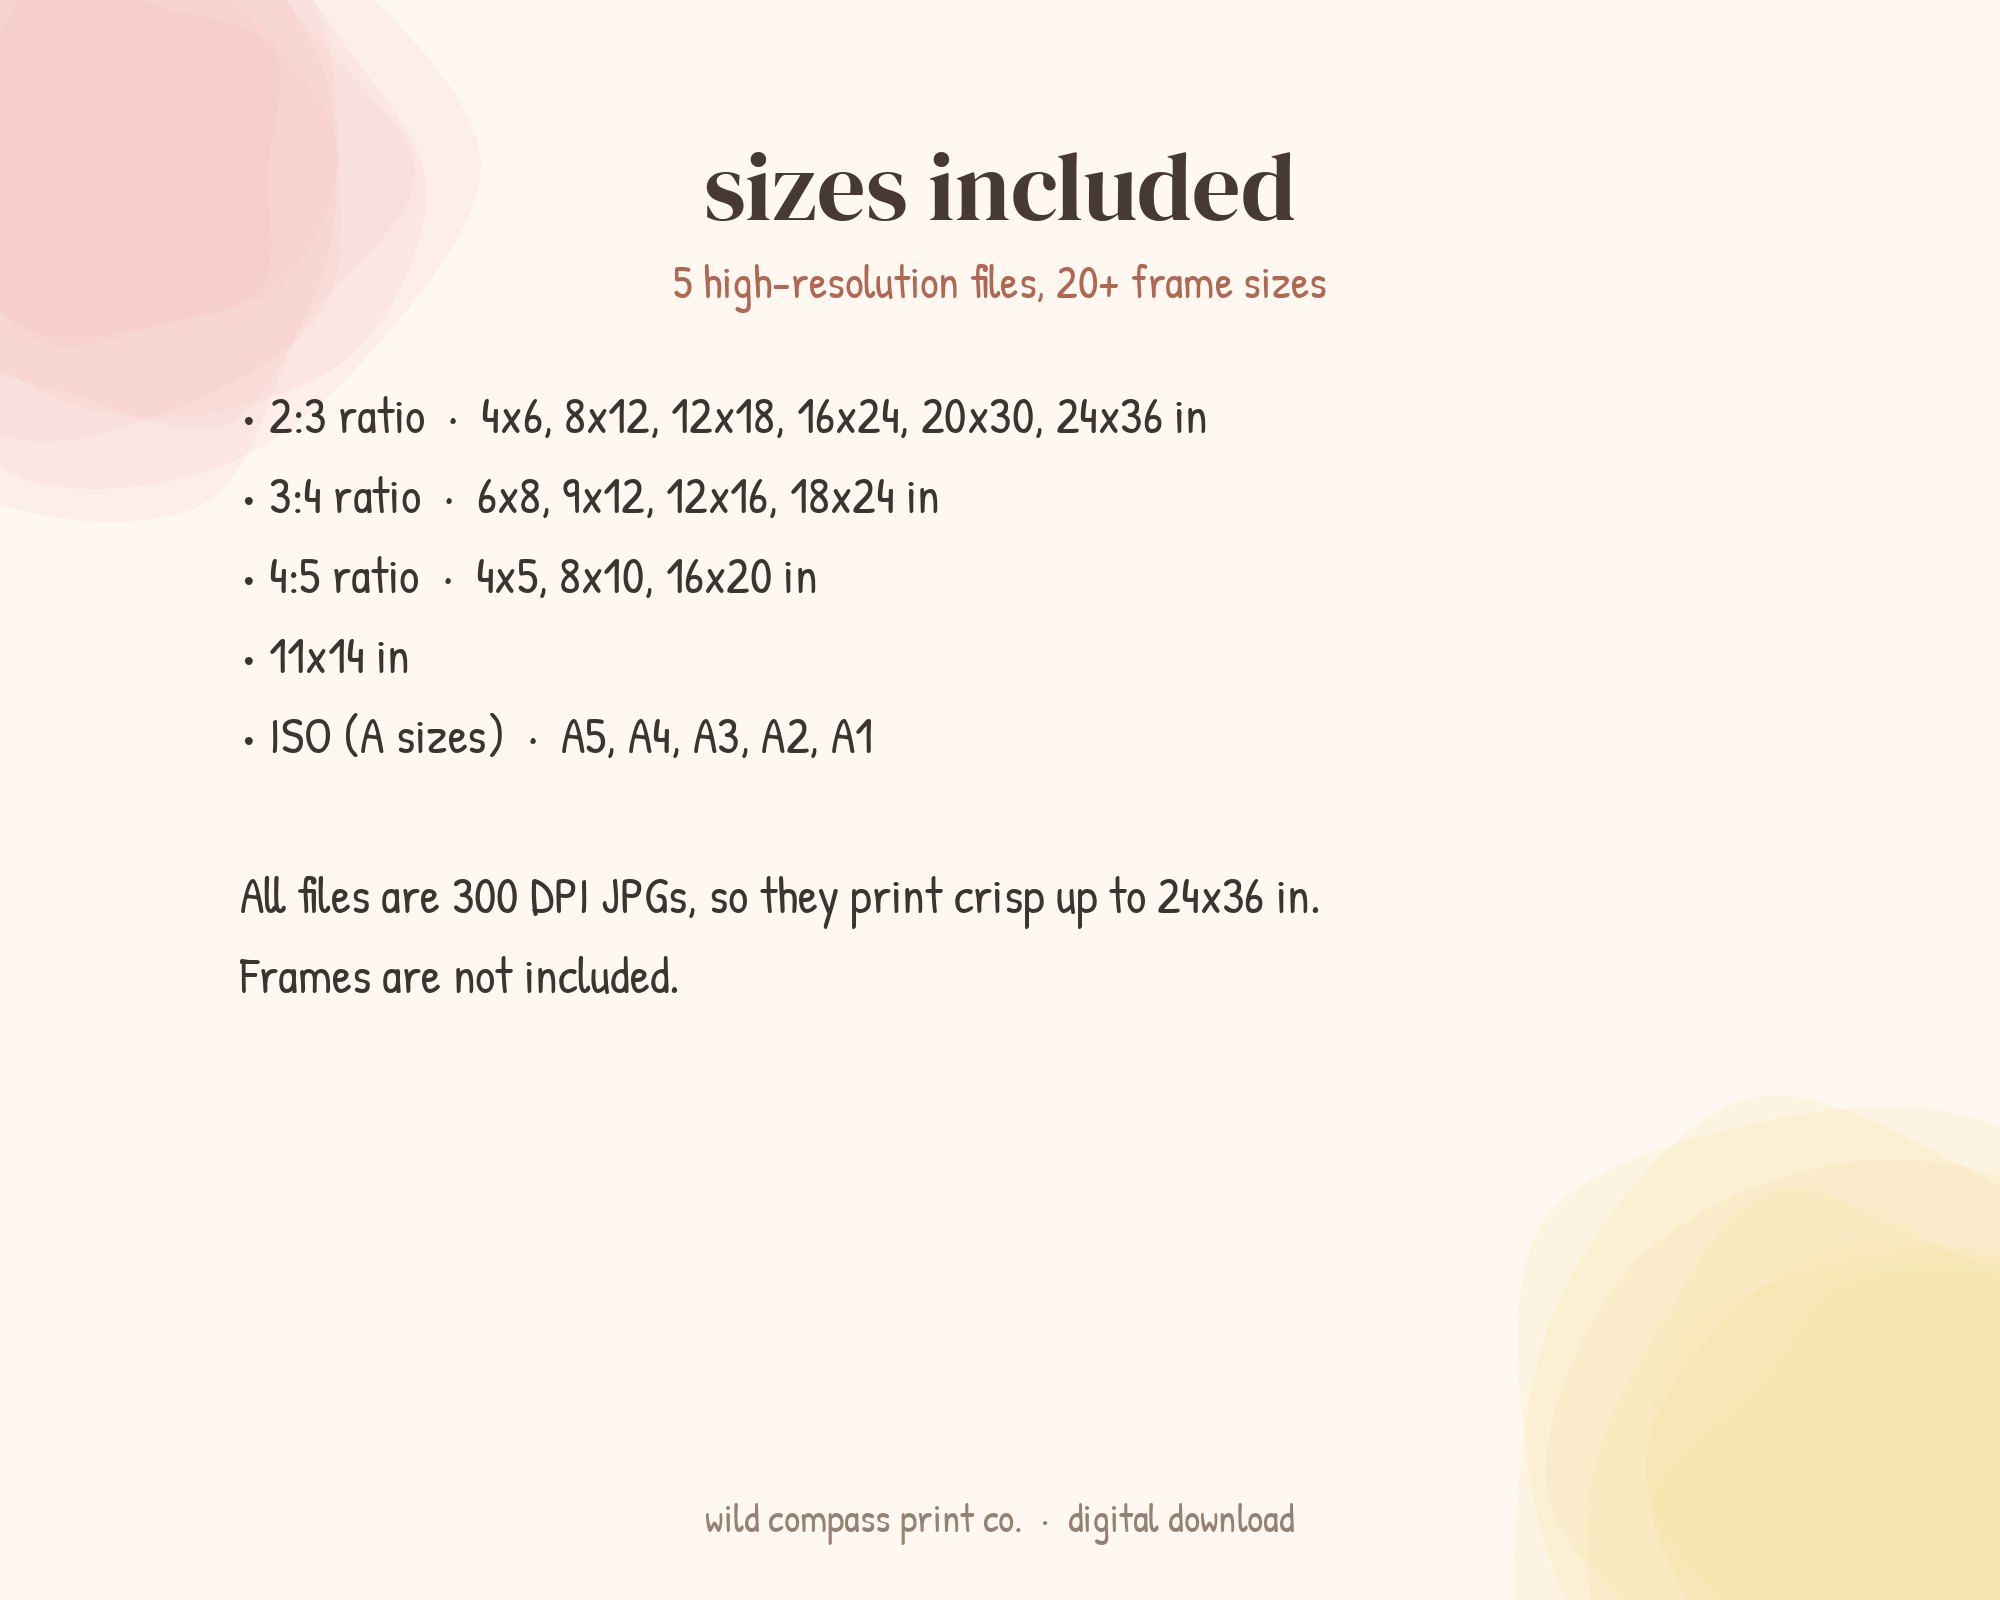 sizes included
5 high-resolution files, 20+ frame sizes
• 2:3 ratio · 4x6, 8x12, 12x18, 16x24, 20x30, 24x36 in
• 3:4 ratio · 6x8, 9x12, 12x16, 18x24 in
• 4:5 ratio · 4x5, 8x10, 16x20 in
• 11x14 in
• ISO (A sizes) · A5, A4, A3, A2, A1
All files are 300 DPI JPGs, so they print crisp up to 24x36 in.
Frames are not included.
wild compass print co. · digital download